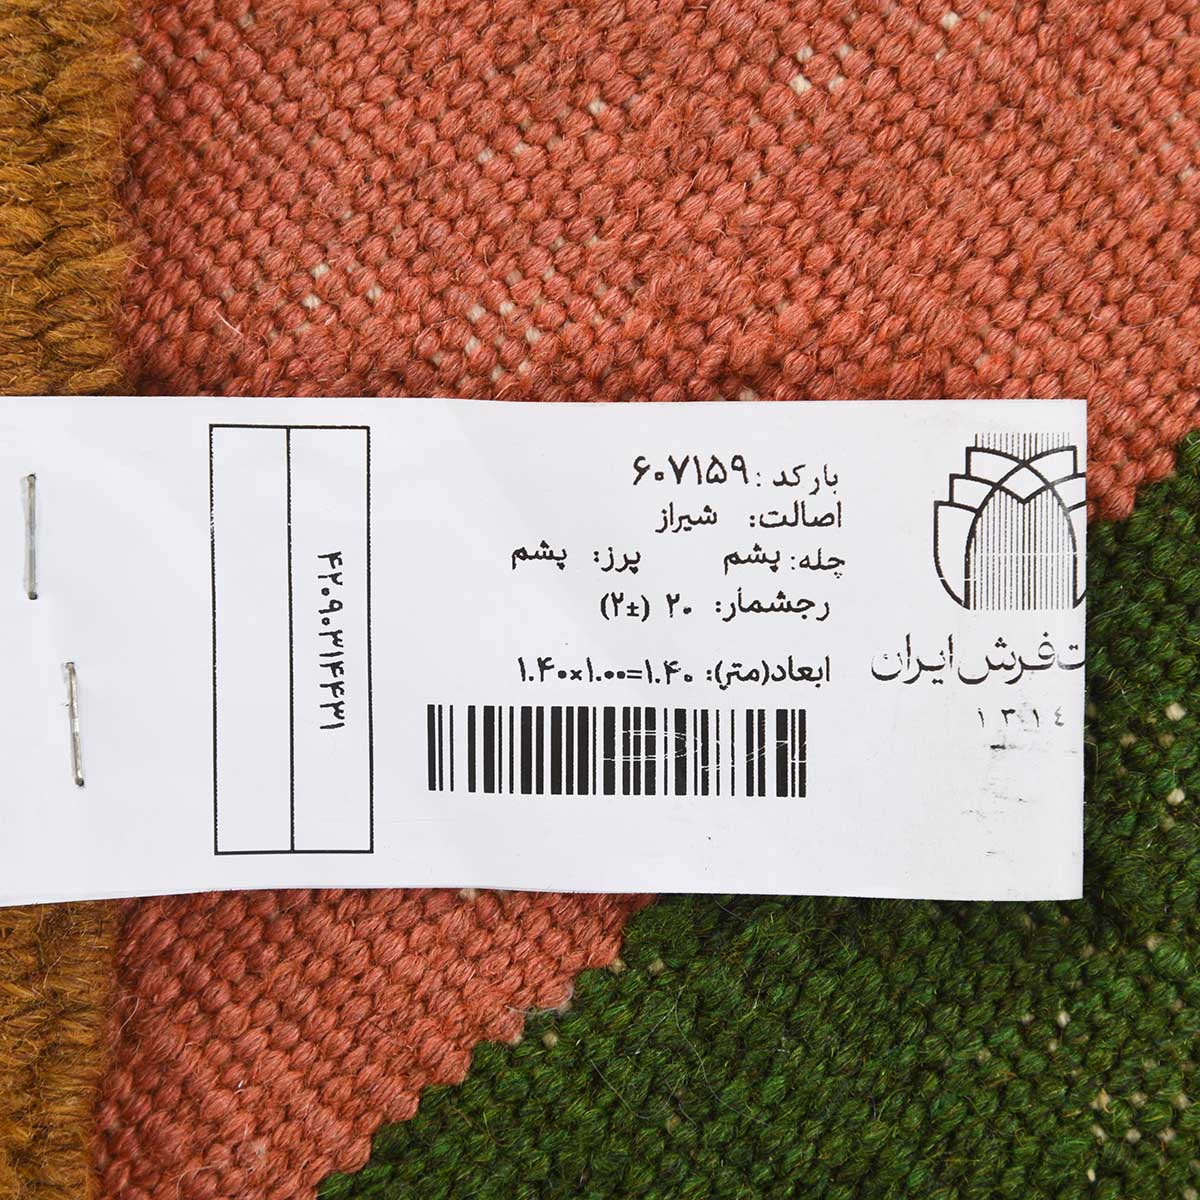 بارکد: ۶۰۷۱۵۹
اصالت: شیراز
چله: پشم پرز: پشم
رجشمار: ۲۰ (±۲)
ابعاد(متر): ۱.۴۰×۱.۰۰=۱.۴۰
فرش ایران
١٣١٤
۴۲۰۹۰۳۱۴۴۳۱